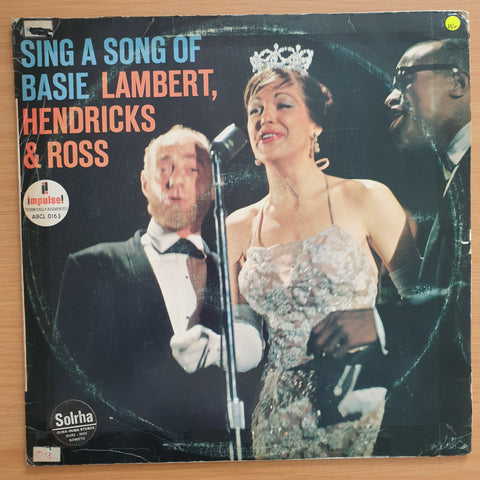 SING A SONG OF
BASIE LAMBERT,
HENDRICKS
& ROSS
impulse!
ABCL 0163
Solrha